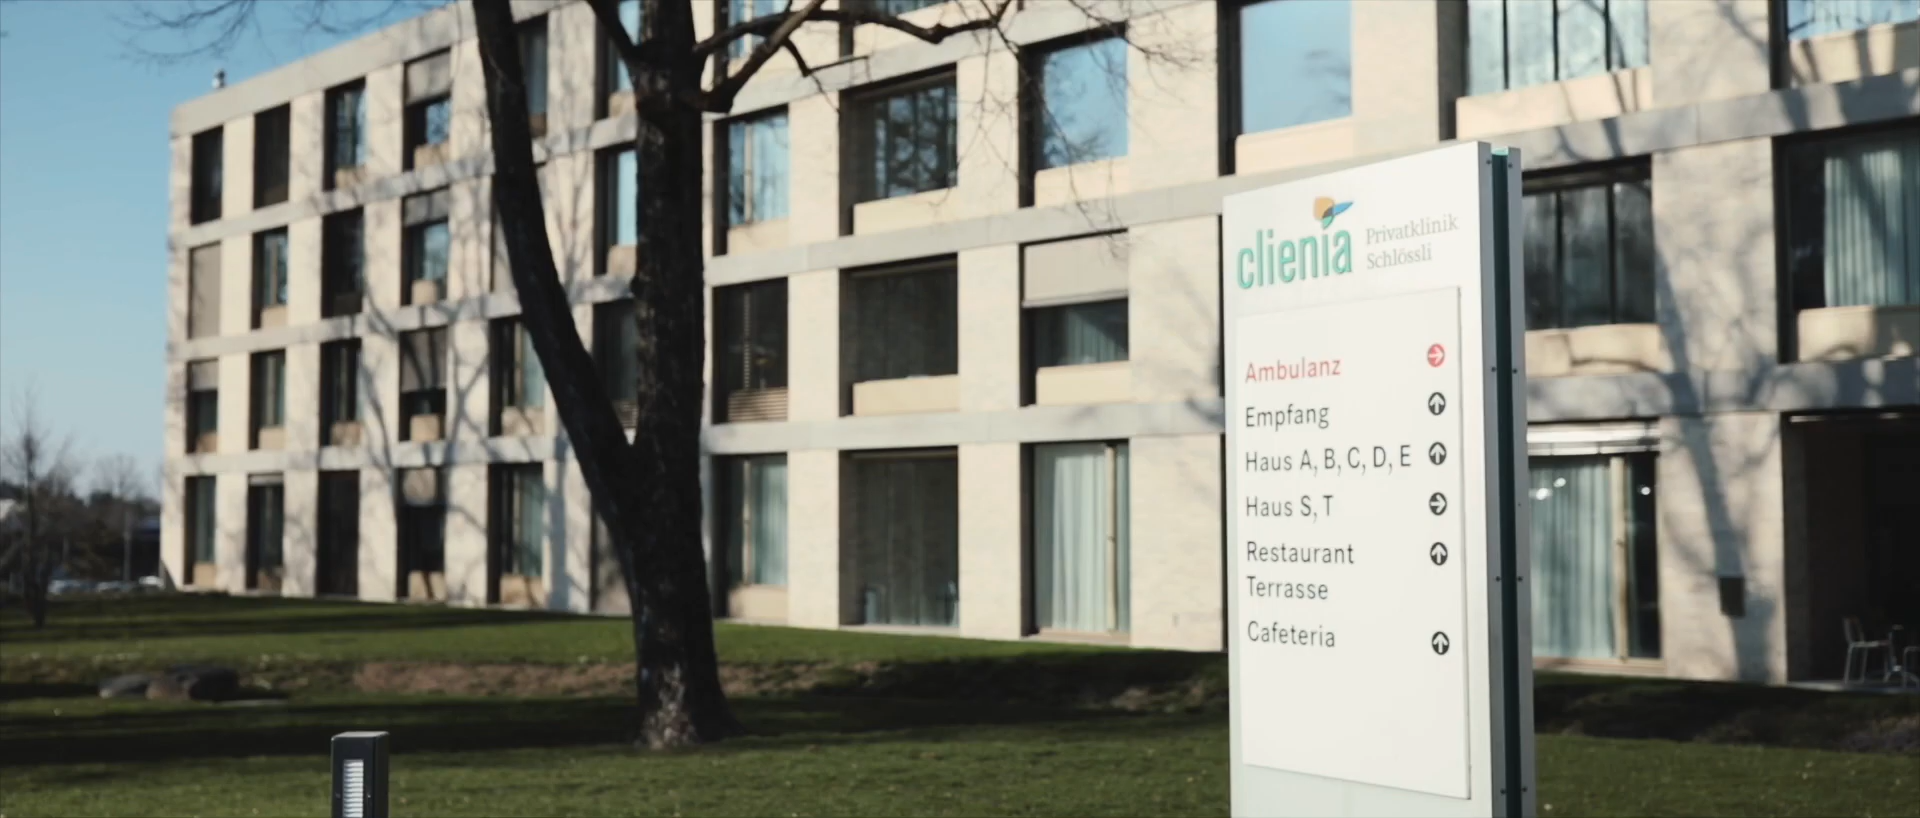 clienia
Privatklinik
Schlössli
Ambulanz
Empfang
Haus A, B, C, D, E
Haus S, T
Restaurant
Terrasse
Cafeteria